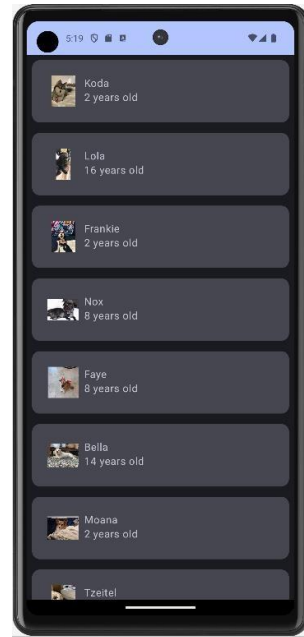 5:19
Koda
2 years old
Lola
16 years old
Frankie
2 years old
Nox
8 years old
Faye
8 years old
Bella
14 years old
Moana
2 years old
Tzeitel